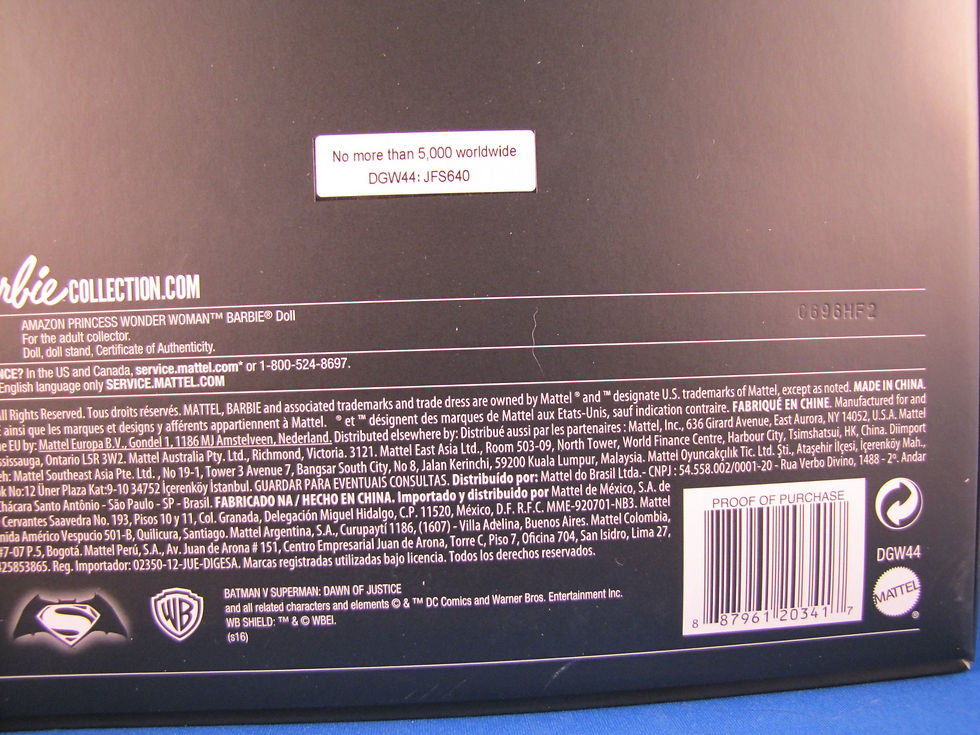 No more than 5,000 worldwide
DGW44: JFS640
rbie COLLECTION.COM
AMAZON PRINCESS WONDER WOMAN™ BARBIE® Doll
0696HF2
For the adult collector.
Doll, doll stand, Certificate of Authenticity.
NCE? In the US and Canada, service.mattel.com* or 1-800-524-8697.
English language only SERVICE.MATTEL.COM
All Rights Reserved. Tous droits réservés. MATTEL, BARBIE and associated trademarks and trade dress are owned by Mattel ® and ™ designate U.S. trademarks of Mattel, except as noted. MADE IN CHINA.
ainsi que les marques et designs y afférents appartiennent à Mattel. ® et ™ désignent des marques de Mattel aux Etats-Unis, sauf indication contraire. FABRIQUÉ EN CHINE. Manufactured for and
e EU by: Mattel Europa B.V., Gondel 1, 1186 MJ Amstelveen, Nederland. Distributed elsewhere by: Distribué aussi par les partenaires : Mattel, Inc., 636 Girard Avenue, East Aurora, NY 14052, U.S.A. Mattel
ssissauga, Ontario L5R 3W2. Mattel Australia Pty. Ltd., Richmond, Victoria. 3121. Mattel East Asia Ltd., Room 503-09, North Tower, World Finance Centre, Harbour City, Tsimshatsui, HK, China. Diimport
eh: Mattel Southeast Asia Pte. Ltd. , No 19-1, Tower 3 Avenue 7, Bangsar South City, No 8, Jalan Kerinchi, 59200 Kuala Lumpur, Malaysia. Mattel Oyuncakçılık Tic. Ltd. Şti., Ataşehir İlçesi, İçerenköy Mah.,
k No:12 Üner Plaza Kat:9-10 34752 İçerenköy İstanbul. GUARDAR PARA EVENTUAIS CONSULTAS. Distribuído por: Mattel do Brasil Ltda.- CNPJ : 54.558.002/0001-20 - Rua Verbo Divino, 1488 - 2º. Andar
Chácara Santo Antônio - São Paulo - SP - Brasil. FABRICADO NA / HECHO EN CHINA. Importado y distribuido por Mattel de México, S.A. de
Cervantes Saavedra No. 193, Pisos 10 y 11, Col. Granada, Delegación Miguel Hidalgo, C.P. 11520, México, D.F. R.F.C. MME-920701-NB3. Mattel
nida Américo Vespucio 501-B, Quilicura, Santiago. Mattel Argentina, S.A., Curupaytí 1186, (1607) - Villa Adelina, Buenos Aires. Mattel Colombia,
#7-07 P.5, Bogotá. Mattel Perú, S.A., Av. Juan de Arona # 151, Centro Empresarial Juan de Arona, Torre C, Piso 7, Oficina 704, San Isidro, Lima 27,
425853865. Reg. Importador: 02350-12-JUE-DIGESA. Marcas registradas utilizadas bajo licencia. Todos los derechos reservados.
PROOF OF PURCHASE
8 87961 20341 7
DGW44
MATTEL
®
WB
BATMAN V SUPERMAN: DAWN OF JUSTICE
and all related characters and elements © & ™ DC Comics and Warner Bros. Entertainment Inc.
WB SHIELD: ™ & © WBEI.
(s16)